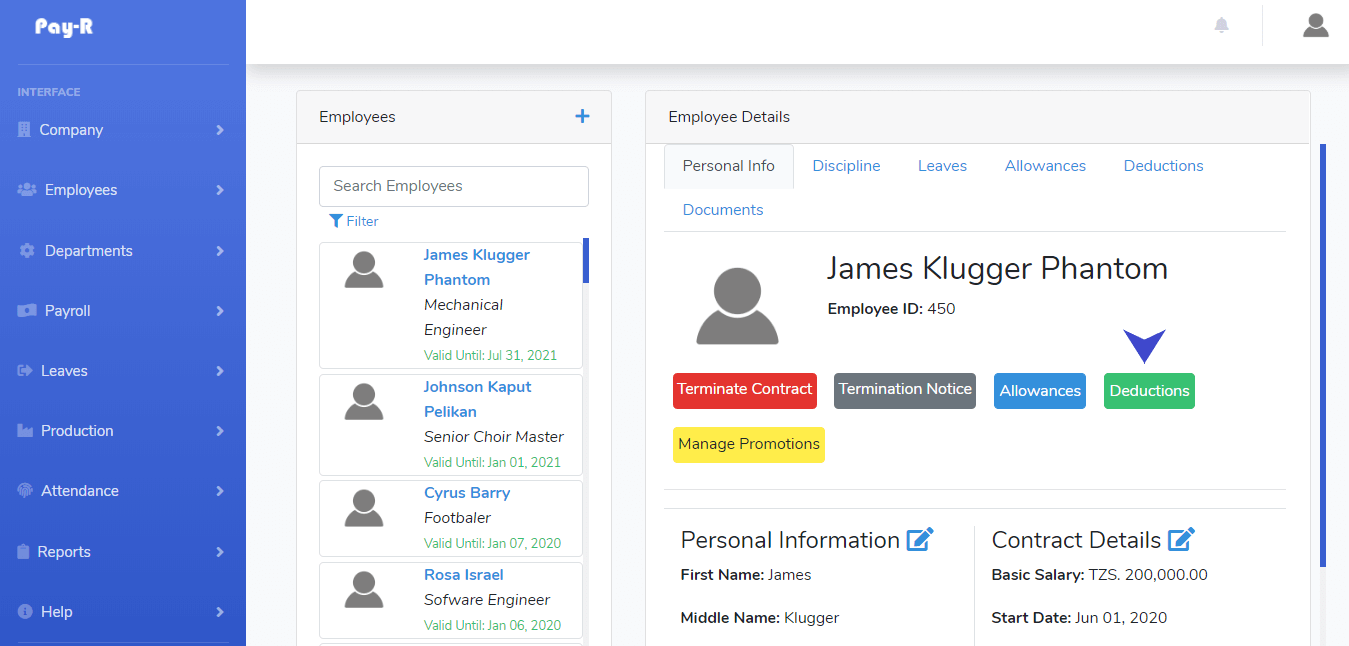 Pay-R
INTERFACE
Company
Employees
Departments
Payroll
Leaves
Production
Attendance
Reports
Help
Employees
Search Employees
Filter
James Klugger
Phantom
Mechanical
Engineer
Valid Until: Jul 31, 2021
Johnson Kaput
Pelikan
Senior Choir Master
Valid Until: Jan 01, 2021
Cyrus Barry
Footbaler
Valid Until: Jan 07, 2020
Rosa Israel
Sofware Engineer
Valid Until: Jan 06, 2020
Employee Details
Personal Info Discipline Leaves Allowances Deductions
Documents
James Klugger Phantom
Employee ID: 450
Terminate Contract Termination Notice Allowances Deductions
Manage Promotions
Personal Information
First Name: James
Middle Name: Klugger
Contract Details
Basic Salary: TZS. 200,000.00
Start Date: Jun 01, 2020